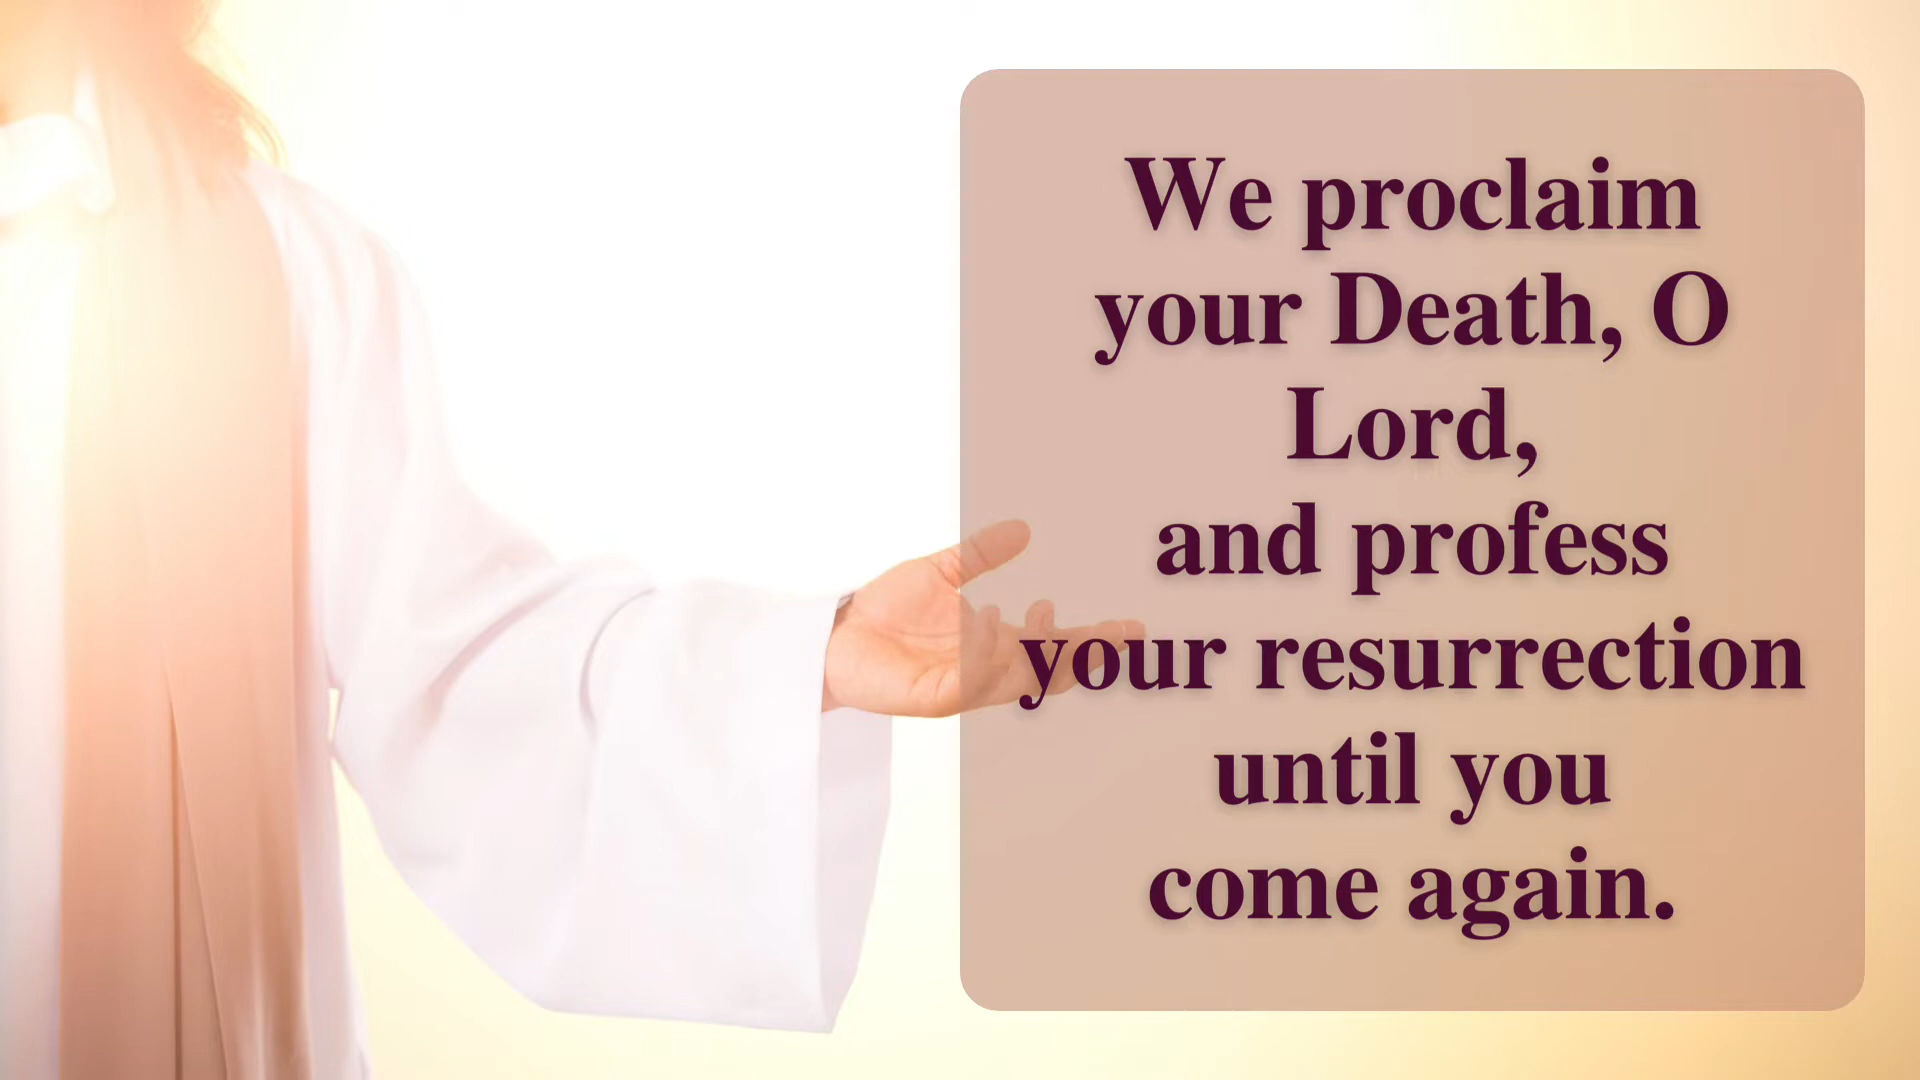 We proclaim
your Death, O
Lord,
and profess
your resurrection
until you
come again.